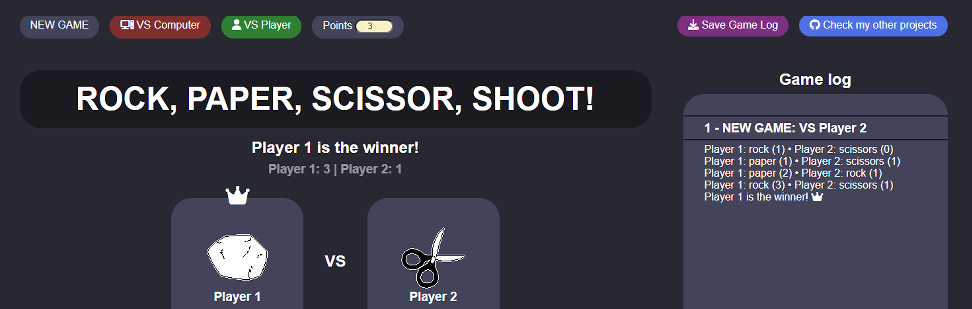 NEW GAME
VS Computer
VS Player
Points 3
Save Game Log
Check my other projects
ROCK, PAPER, SCISSOR, SHOOT!
Player 1 is the winner!
Player 1: 3 | Player 2: 1
VS
Player 1
Player 2
Game log
1 - NEW GAME: VS Player 2
Player 1: rock (1) • Player 2: scissors (0)
Player 1: paper (1) • Player 2: scissors (1)
Player 1: paper (2) • Player 2: rock (1)
Player 1: rock (3) • Player 2: scissors (1)
Player 1 is the winner!